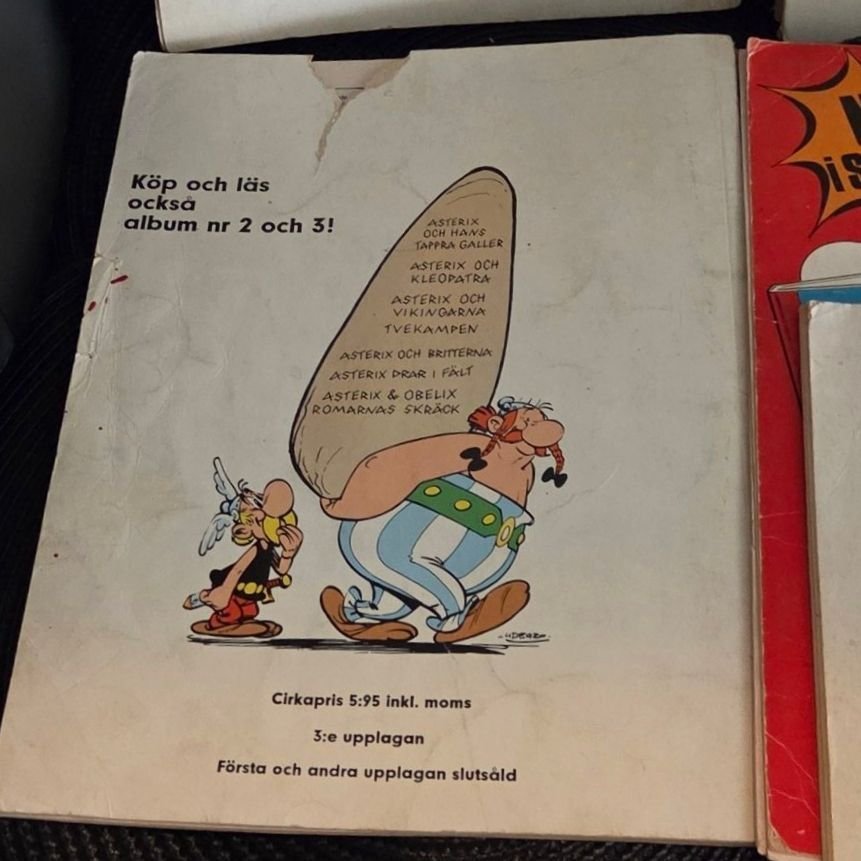 Köp och läs
också
album nr 2 och 3!
ASTERIX
OCH HANS
TAPPRA GALLER
ASTERIX OCH
KLEOPATRA
ASTERIX OCH
VIKINGARNA
TVEKAMPEN
ASTERIX OCH BRITTERNA
ASTERIX DRAR I FÄLT
ASTERIX & OBELIX
ROMARNAS SKRÄCK
UDERZO
Cirkapris 5:95 inkl. moms
3:e upplagan
Första och andra upplagan slutsåld